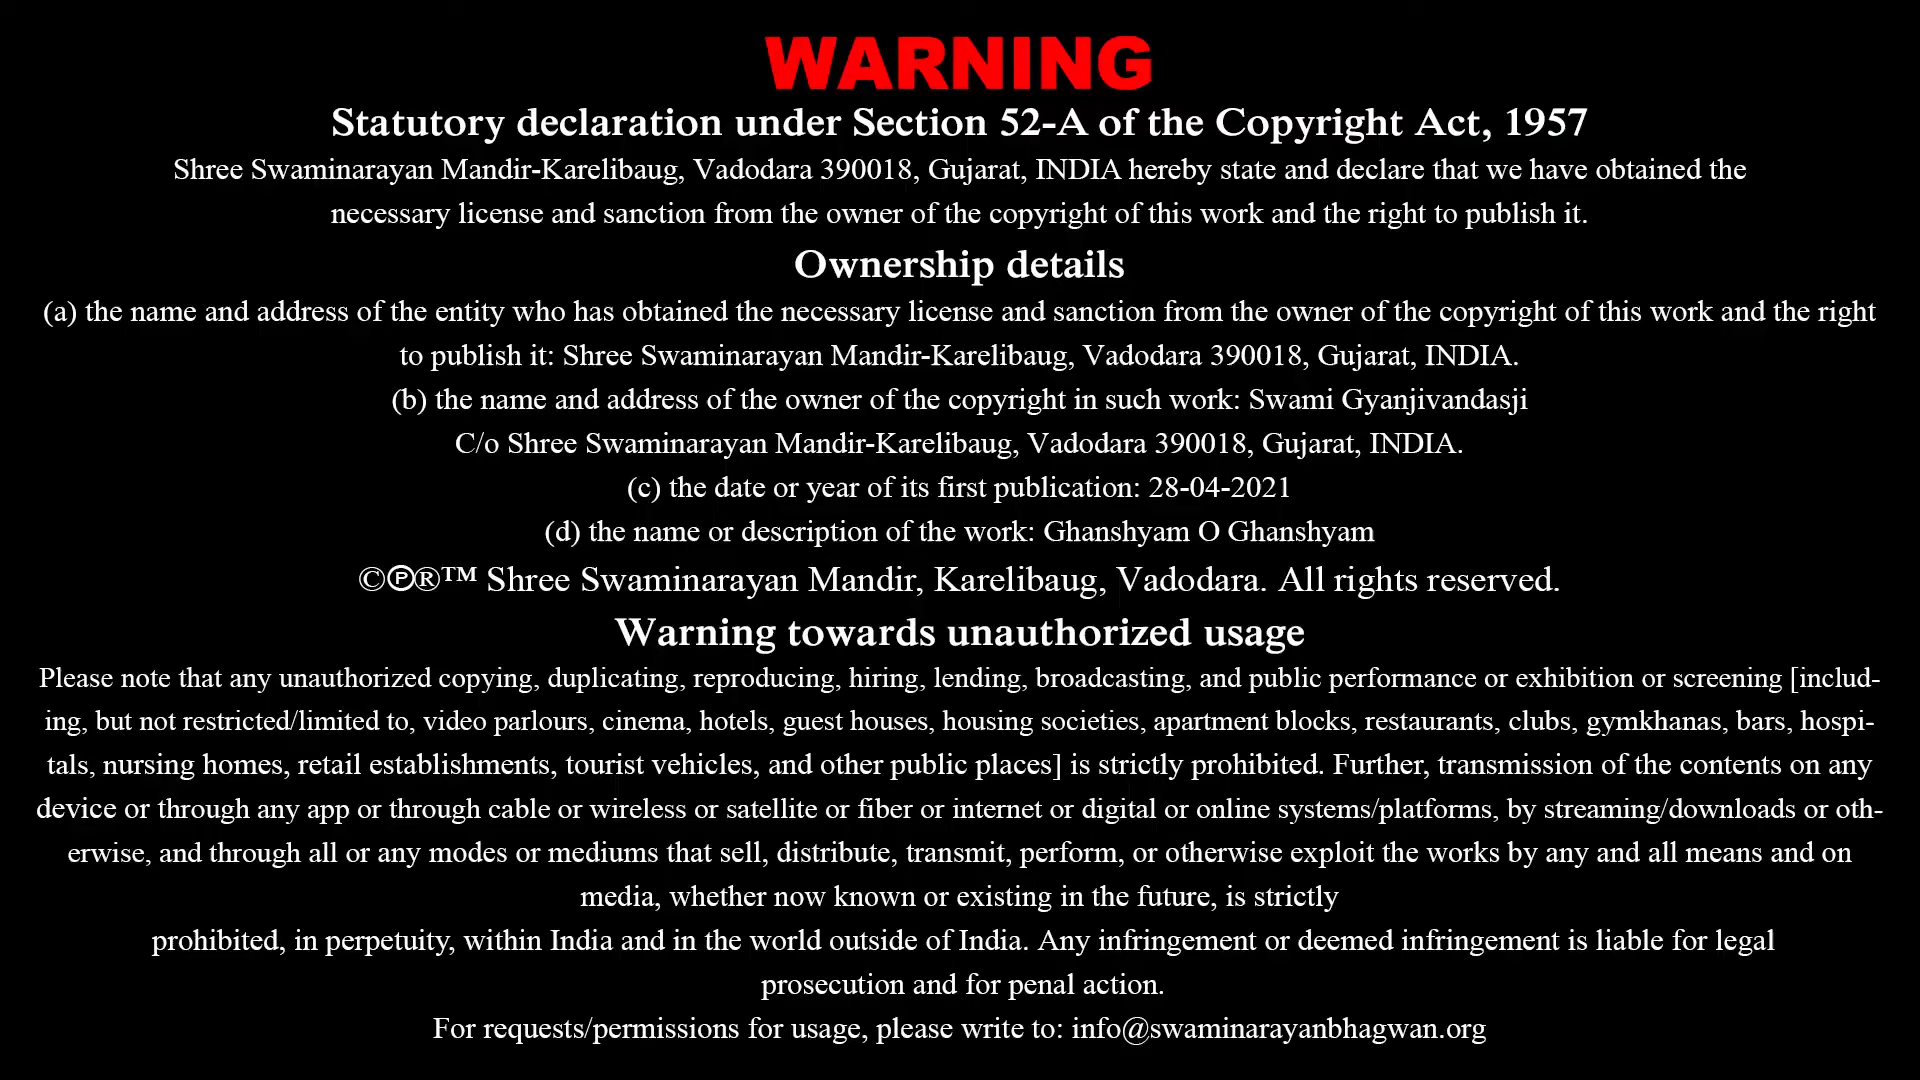 WARNING
Statutory declaration under Section 52-A of the Copyright Act, 1957
Shree Swaminarayan Mandir-Karelibaug, Vadodara 390018, Gujarat, INDIA hereby state and declare that we have obtained the
necessary license and sanction from the owner of the copyright of this work and the right to publish it.
Ownership details
(a) the name and address of the entity who has obtained the necessary license and sanction from the owner of the copyright of this work and the right
to publish it: Shree Swaminarayan Mandir-Karelibaug, Vadodara 390018, Gujarat, INDIA.
(b) the name and address of the owner of the copyright in such work: Swami Gyanjivandasji
C/o Shree Swaminarayan Mandir-Karelibaug, Vadodara 390018, Gujarat, INDIA.
(c) the date or year of its first publication: 28-04-2021
(d) the name or description of the work: Ghanshyam O Ghanshyam
©℗®™ Shree Swaminarayan Mandir, Karelibaug, Vadodara. All rights reserved.
Warning towards unauthorized usage
Please note that any unauthorized copying, duplicating, reproducing, hiring, lending, broadcasting, and public performance or exhibition or screening [includ-
ing, but not restricted/limited to, video parlours, cinema, hotels, guest houses, housing societies, apartment blocks, restaurants, clubs, gymkhanas, bars, hospi-
tals, nursing homes, retail establishments, tourist vehicles, and other public places] is strictly prohibited. Further, transmission of the contents on any
device or through any app or through cable or wireless or satellite or fiber or internet or digital or online systems/platforms, by streaming/downloads or oth-
erwise, and through all or any modes or mediums that sell, distribute, transmit, perform, or otherwise exploit the works by any and all means and on
media, whether now known or existing in the future, is strictly
prohibited, in perpetuity, within India and in the world outside of India. Any infringement or deemed infringement is liable for legal
prosecution and for penal action.
For requests/permissions for usage, please write to: info@swaminarayanbhagwan.org